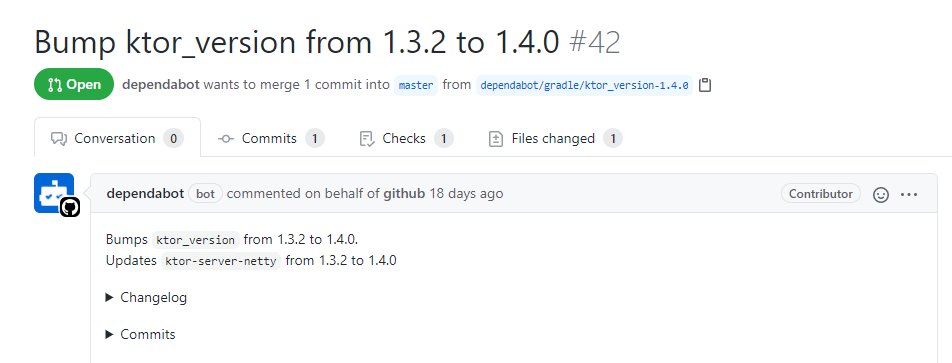 Bump ktor_version from 1.3.2 to 1.4.0 #42
Open dependabot wants to merge 1 commit into master from dependabot/gradle/ktor_version-1.4.0
Conversation 0 Commits 1 Checks 1 Files changed 1
dependabot bot commented on behalf of github 18 days ago Contributor
Bumps ktor_version from 1.3.2 to 1.4.0.
Updates ktor-server-netty from 1.3.2 to 1.4.0
Changelog
Commits